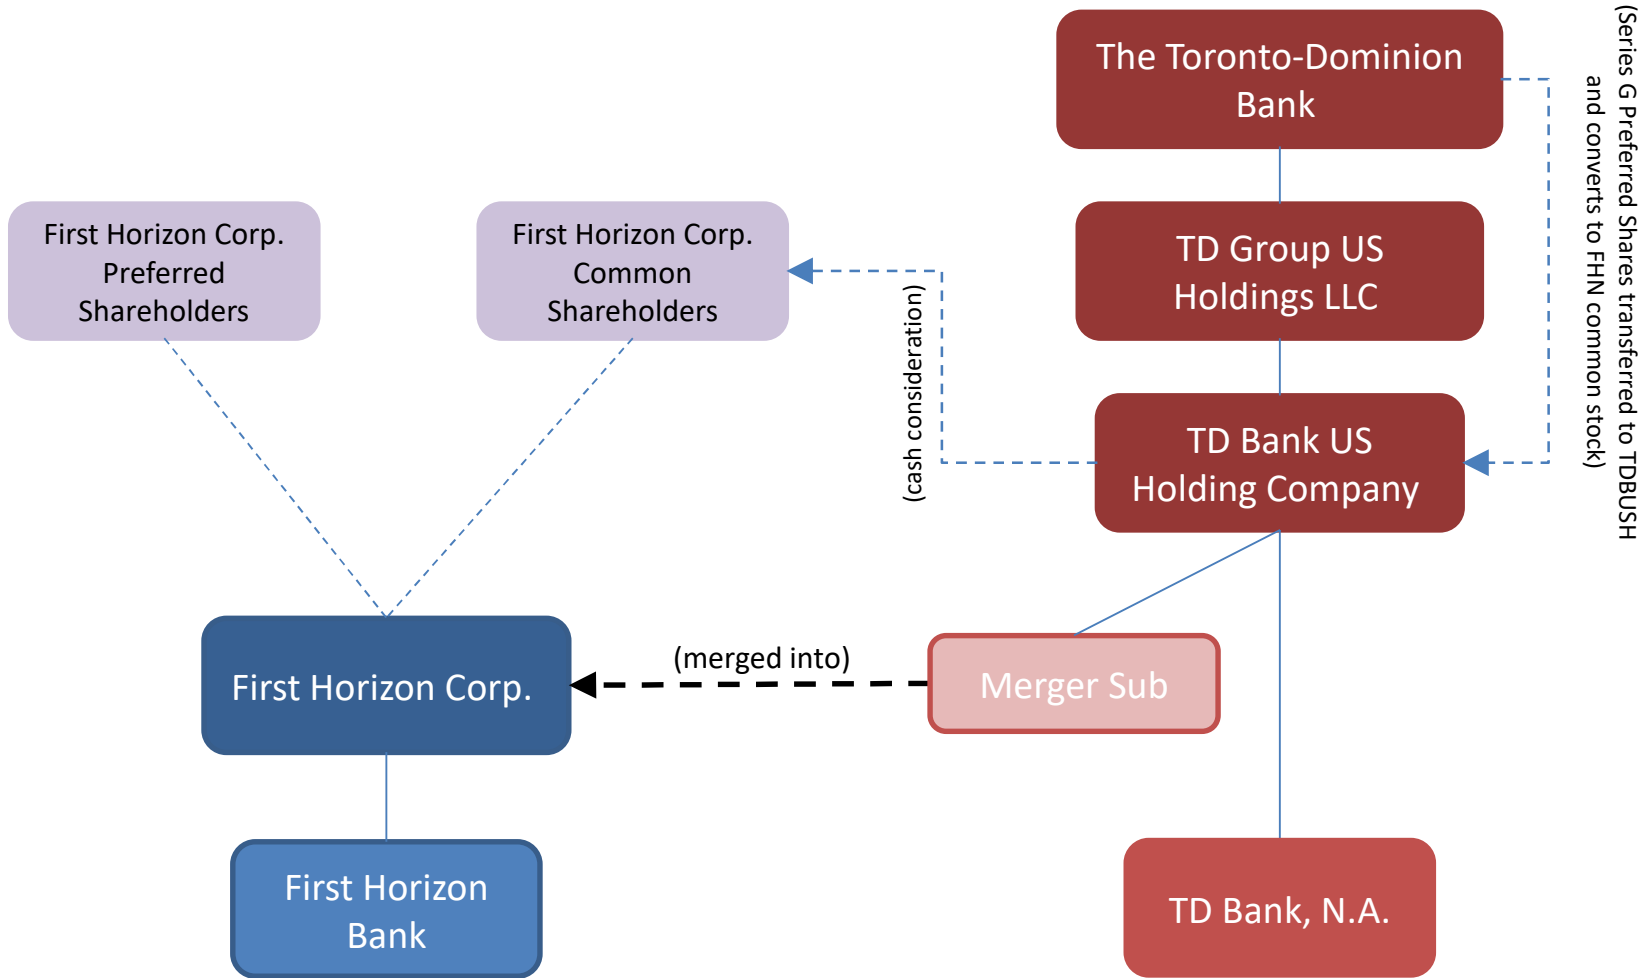 The Toronto-Dominion
Bank
(Series G Preferred Shares transferred to TDBUSH
and converts to FHN common stock)
First Horizon Corp.
Preferred
Shareholders
First Horizon Corp.
Common
Shareholders
TD Group US
Holdings LLC
(cash consideration)
TD Bank US
Holding Company
First Horizon Corp.
(merged into)
Merger Sub
First Horizon
Bank
TD Bank, N.A.